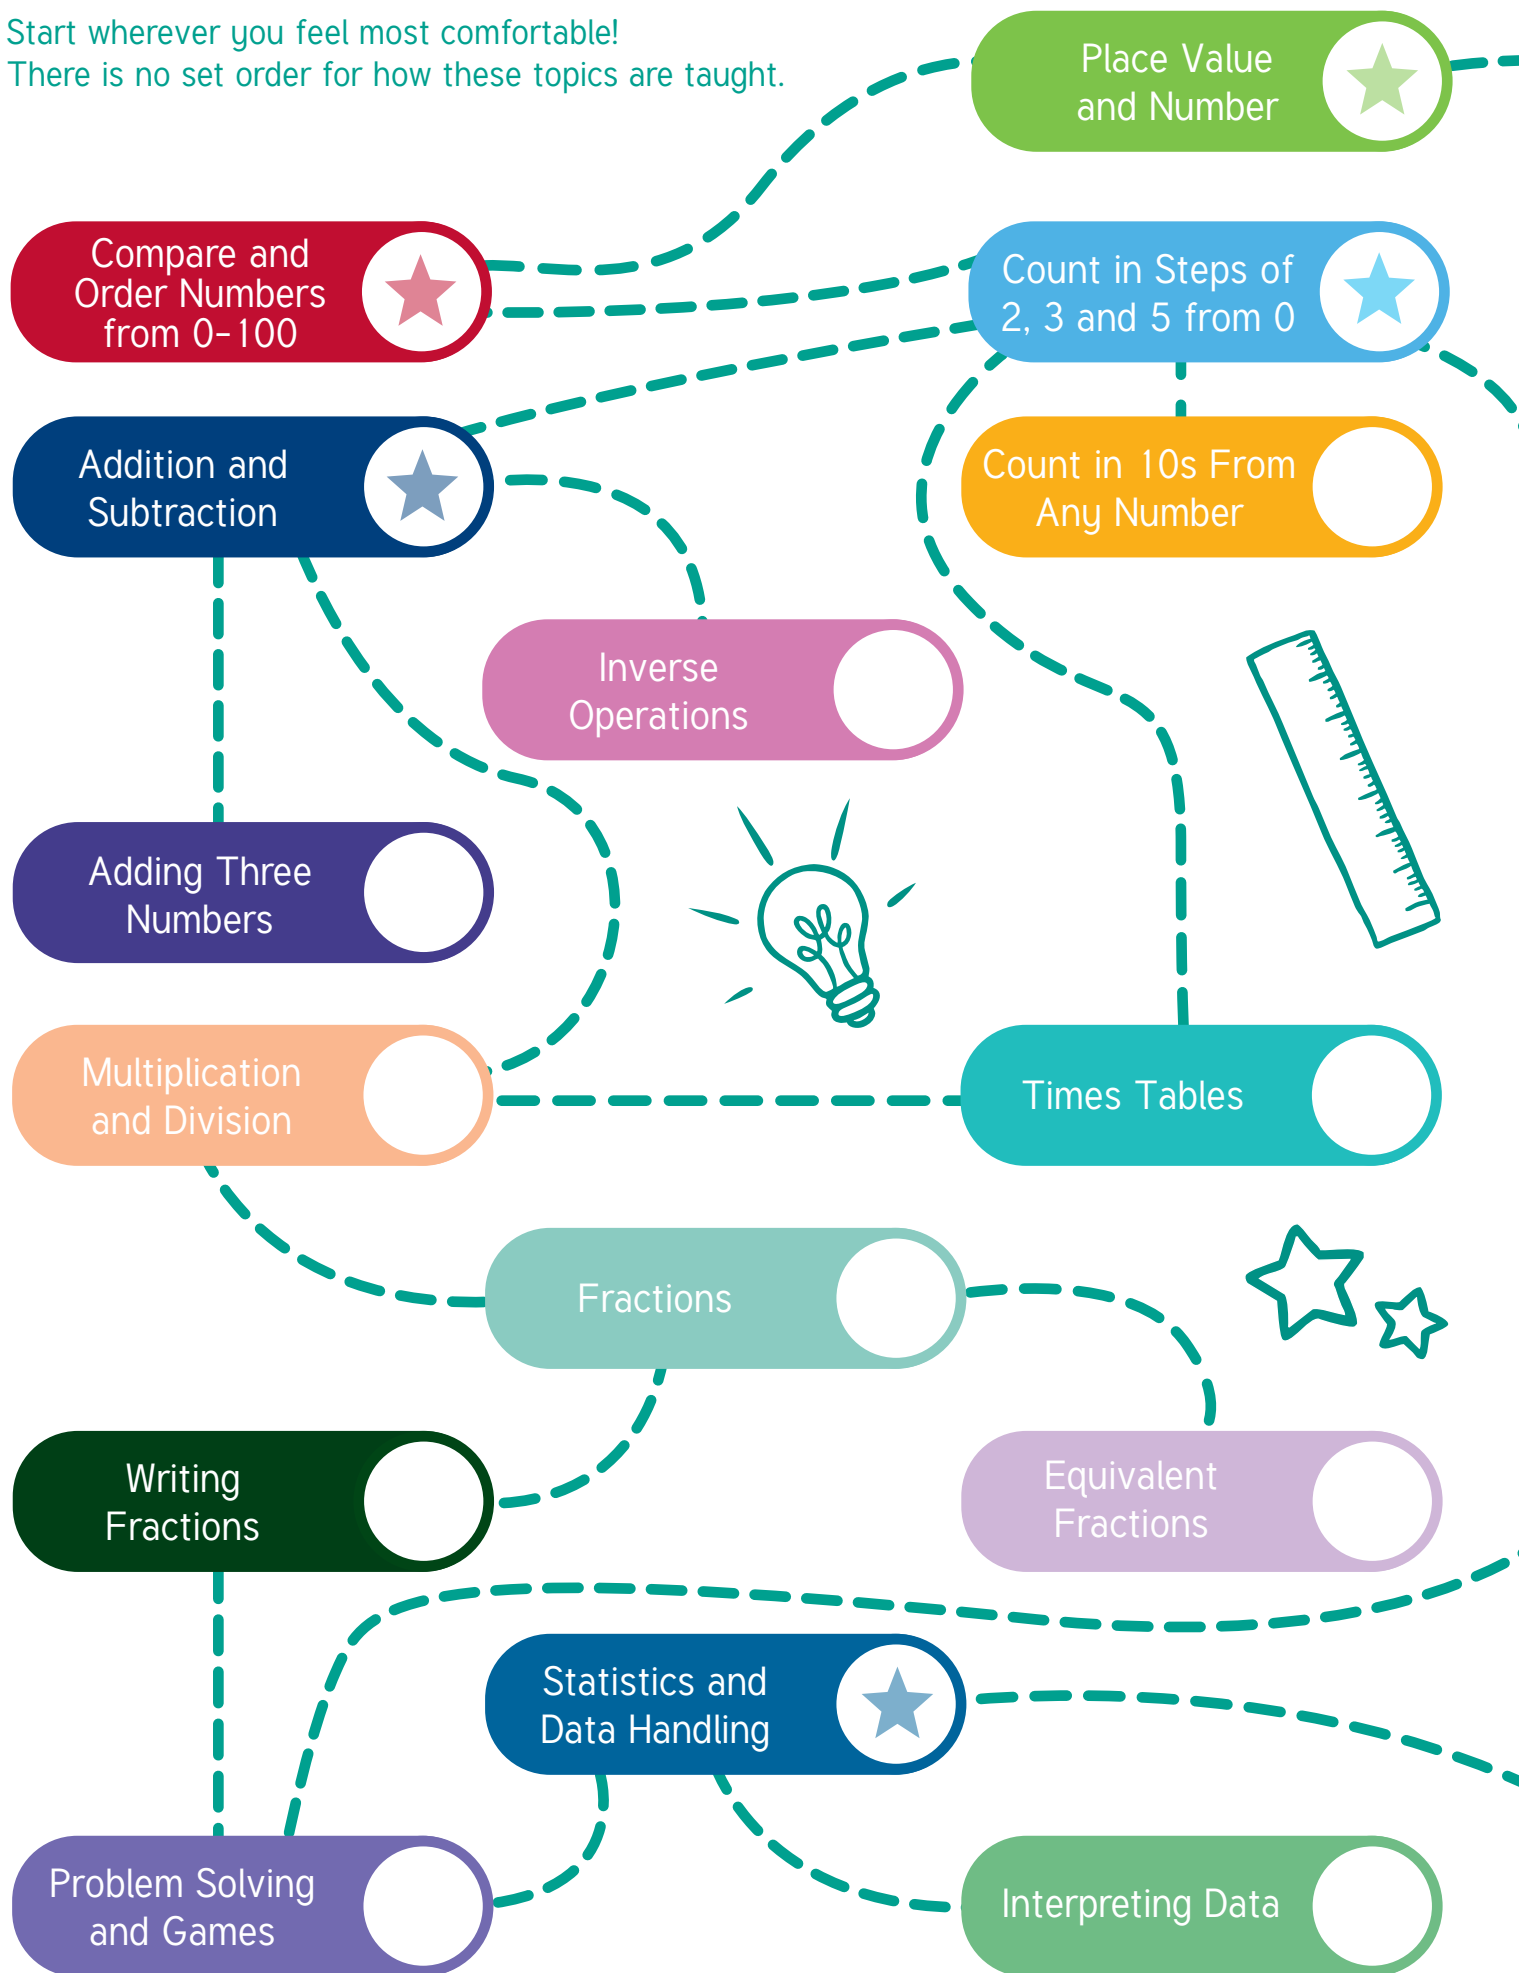 Start wherever you feel most comfortable!
There is no set order for how these topics are taught.
Place Value
and Number
Compare and
Order Numbers
from 0-100
Count in Steps of
2, 3 and 5 from 0
Addition and
Subtraction
Count in 10s From
Any Number
Inverse
Operations
Adding Three
Numbers
Multiplication
and Division
Times Tables
Fractions
Writing
Fractions
Equivalent
Fractions
Statistics and
Data Handling
Problem Solving
and Games
Interpreting Data